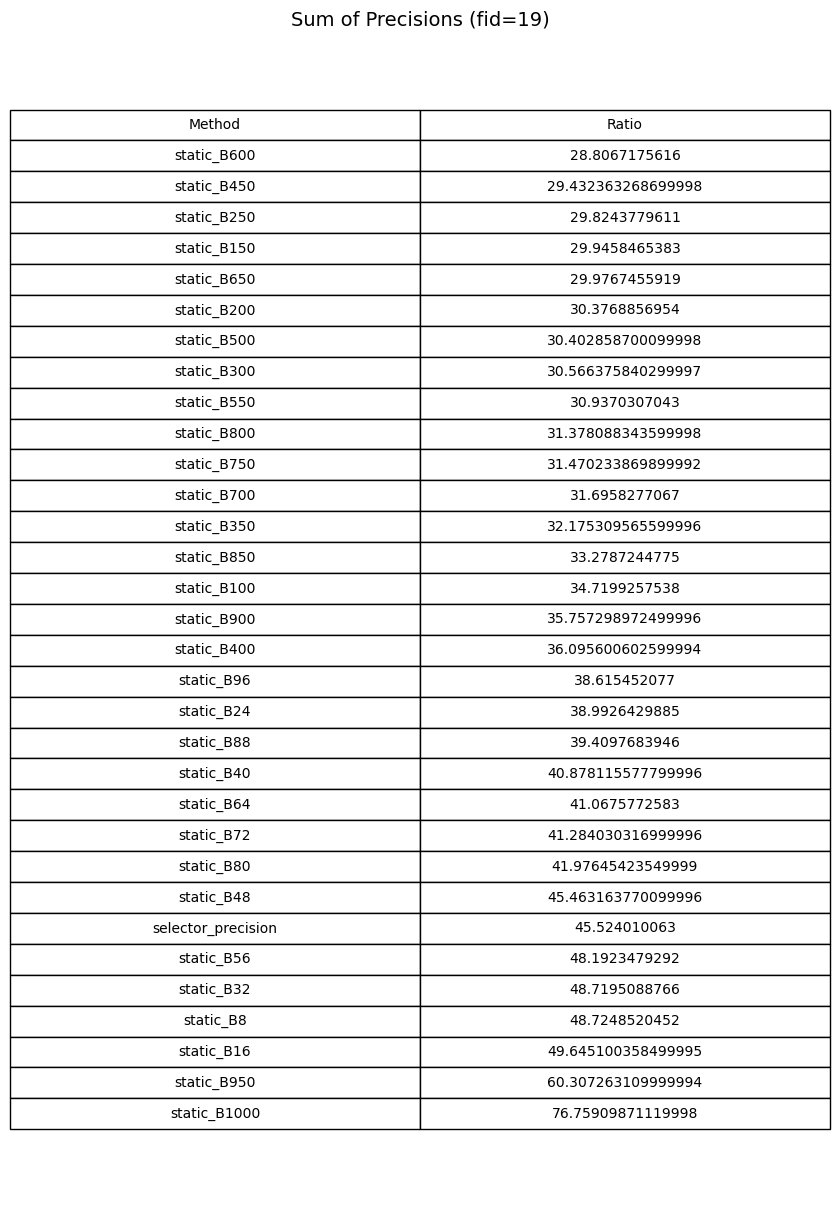 Sum of Precisions (fid=19)
Method Ratio
static_B600 28.8067175616
static_B450 29.432363268699998
static_B250 29.8243779611
static_B150 29.9458465383
static_B650 29.9767455919
static_B200 30.3768856954
static_B500 30.402858700099998
static_B300 30.566375840299997
static_B550 30.9370307043
static_B800 31.378088343599998
static_B750 31.470233869899992
static_B700 31.6958277067
static_B350 32.175309565599996
static_B850 33.2787244775
static_B100 34.7199257538
static_B900 35.757298972499996
static_B400 36.095600602599994
static_B96 38.615452077
static_B24 38.9926429885
static_B88 39.4097683946
static_B40 40.878115577799996
static_B64 41.0675772583
static_B72 41.284030316999996
static_B80 41.97645423549999
static_B48 45.463163770099996
selector_precision 45.524010063
static_B56 48.1923479292
static_B32 48.7195088766
static_B8 48.7248520452
static_B16 49.645100358499995
static_B950 60.307263109999994
static_B1000 76.75909871119998